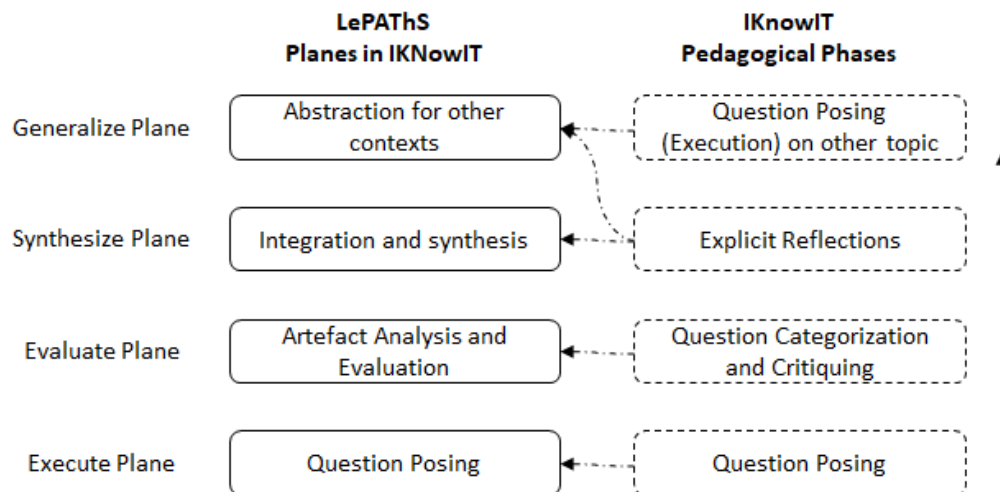 LePAThS
Planes in IKNowIT
IKnowIT
Pedagogical Phases
Generalize Plane
Abstraction for other
contexts
Question Posing
(Execution) on other topic
Synthesize Plane
Integration and synthesis
Explicit Reflections
Evaluate Plane
Artefact Analysis and
Evaluation
Question Categorization
and Critiquing
Execute Plane
Question Posing
Question Posing